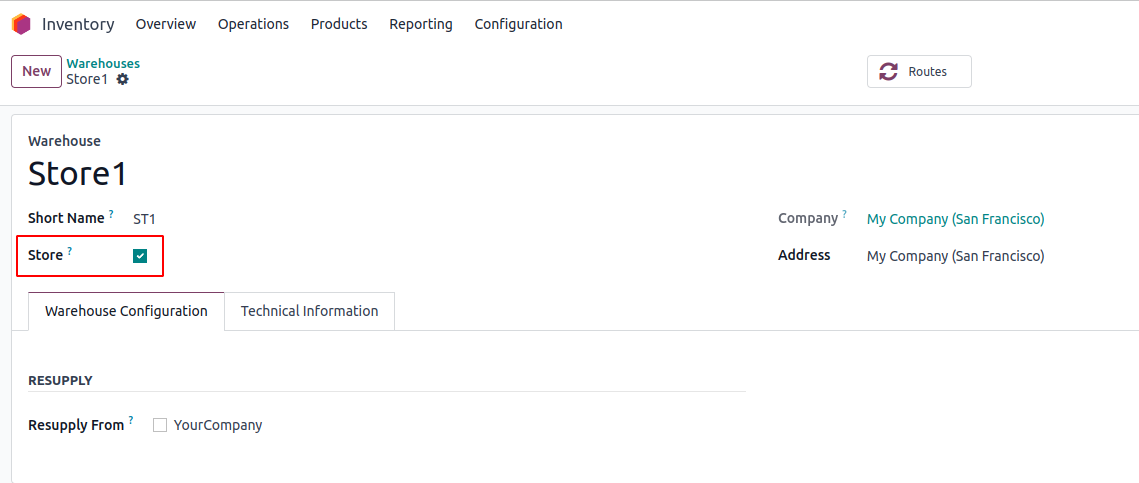 Inventory Overview Operations Products Reporting Configuration
New
Warehouses
Store1
Routes
Warehouse
Store1
Short Name ? ST1
Company ? My Company (San Francisco)
Store ?
Address My Company (San Francisco)
Warehouse Configuration Technical Information
RESUPPLY
Resupply From ? YourCompany